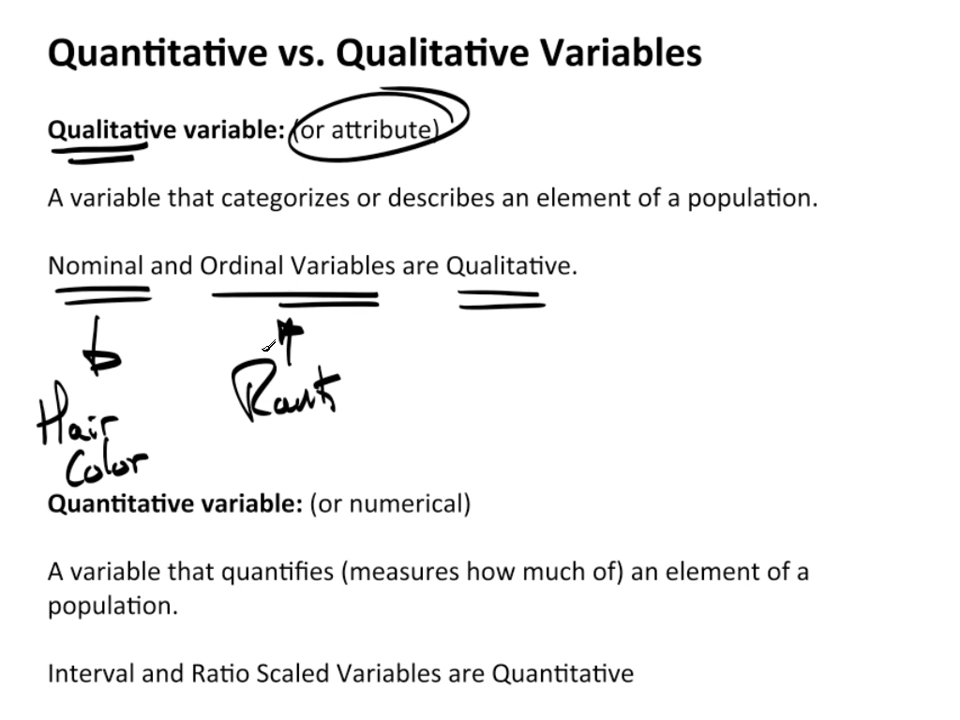 Quantitative vs. Qualitative Variables
Qualitative variable: (or attribute)
A variable that categorizes or describes an element of a population.
Nominal and Ordinal Variables are Qualitative.
Hair
Color
Rank
Quantitative variable: (or numerical)
A variable that quantifies (measures how much of) an element of a
population.
Interval and Ratio Scaled Variables are Quantitative